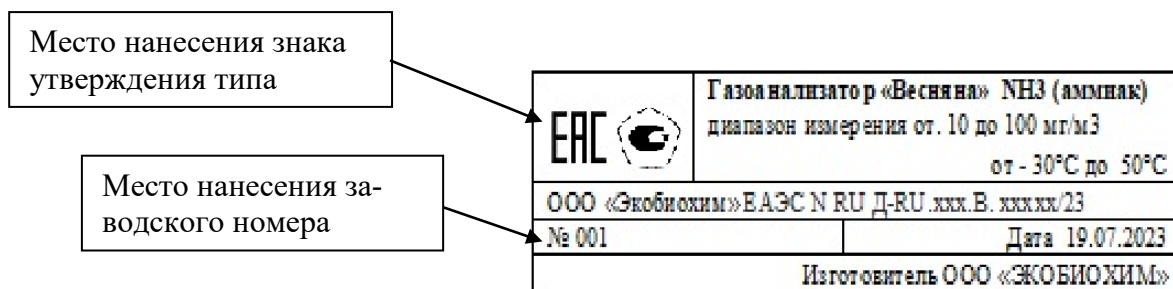 Место нанесения знака
утверждения типа
Место нанесения за-
водского номера
ЕАС
Газоанализатор «Весняна» NH3 (аммиак)
диапазон измерения от. 10 до 100 мг/м3
от - 30°С до 50°С
ООО «Экобиохим»ЕАЭС N RU Д-RU.xxx.В. xxxxx/23
№ 001
Дата 19.07.2023
Изготовитель ООО «ЭКОБИОХИМ»